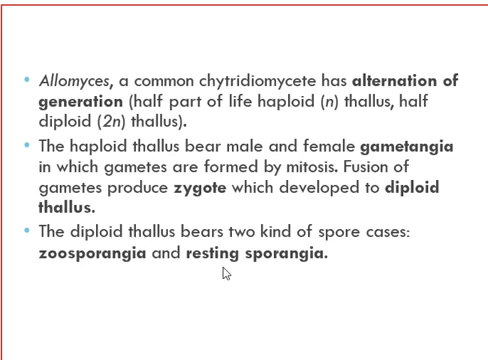 • Allomyces, a common chytridiomycete has alternation of
generation (half part of life haploid (n) thallus, half
diploid (2n) thallus).
• The haploid thallus bear male and female gametangia
in which gametes are formed by mitosis. Fusion of
gametes produce zygote which developed to diploid
thallus.
• The diploid thallus bears two kind of spore cases:
zoosporangia and resting sporangia.